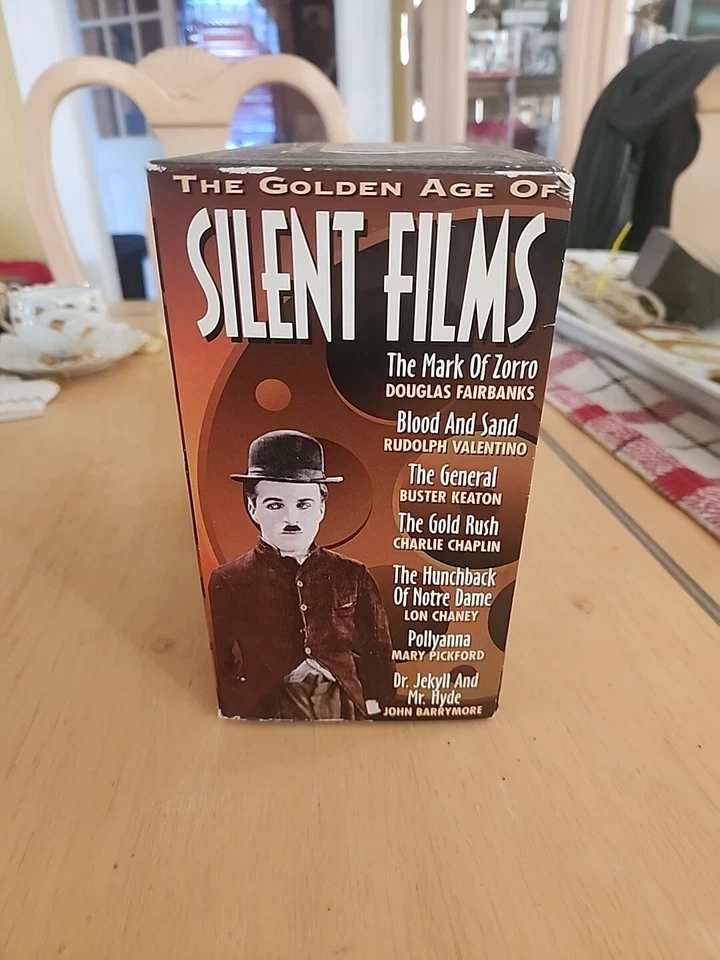 THE GOLDEN AGE OF
SILENT FILMS
The Mark Of Zorro
DOUGLAS FAIRBANKS
Blood And Sand
RUDOLPH VALENTINO
The General
BUSTER KEATON
The Gold Rush
CHARLIE CHAPLIN
The Hunchback
Of Notre Dame
LON CHANEY
Pollyanna
MARY PICKFORD
Dr. Jekyll And
Mr. Hyde
JOHN BARRYMORE